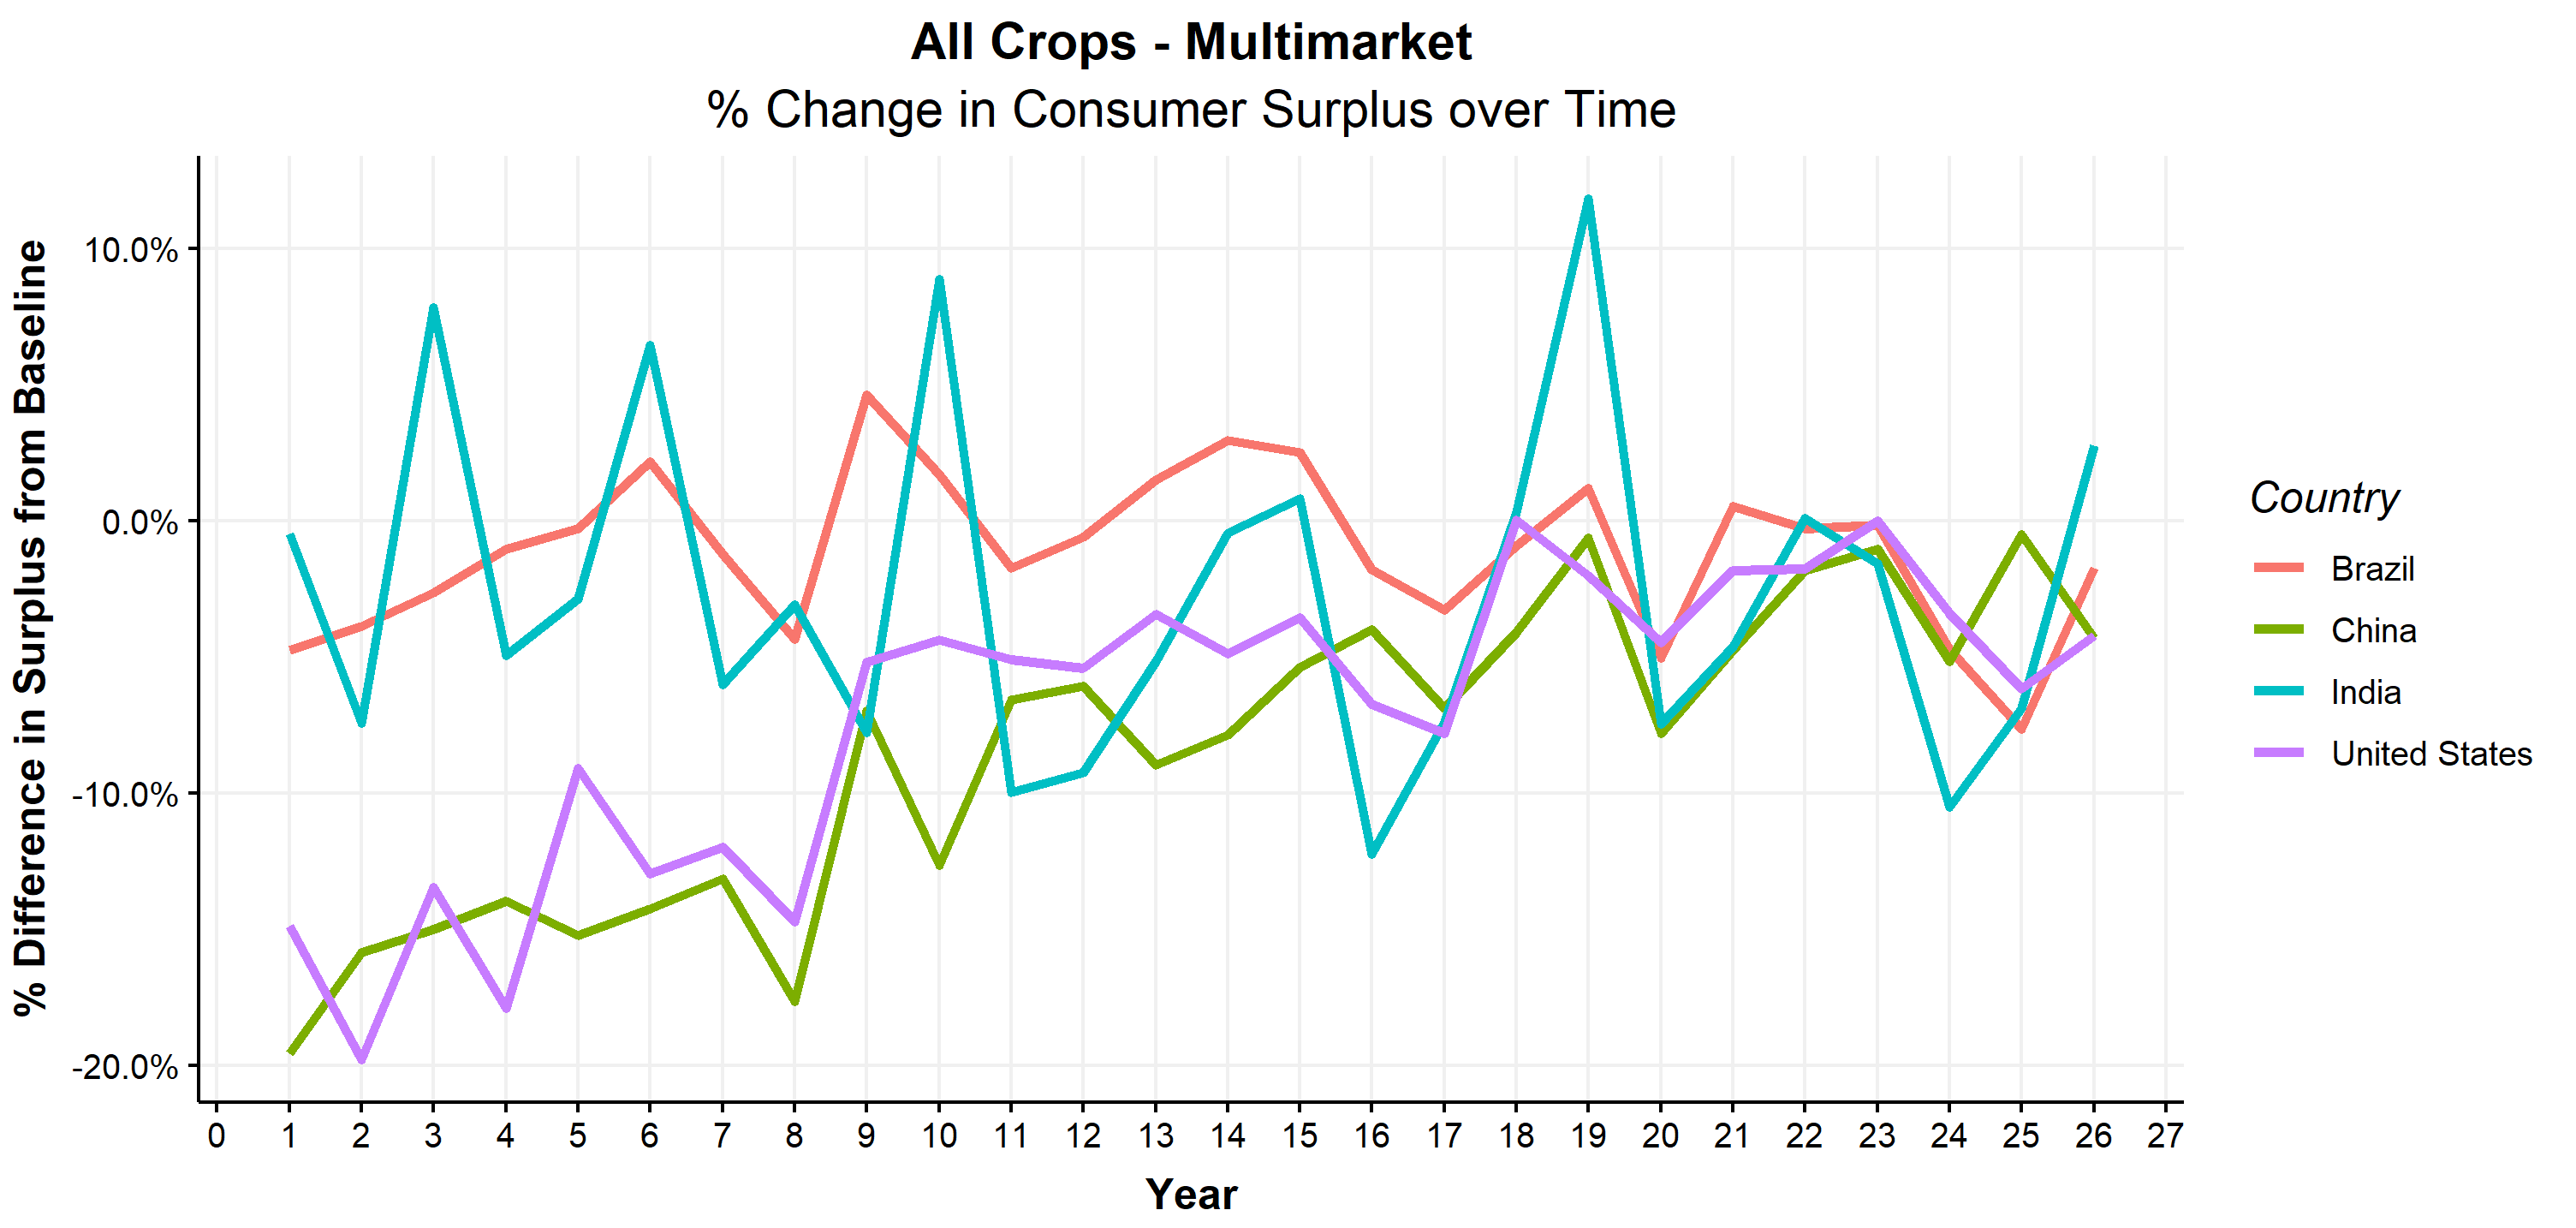 All Crops - Multimarket
% Change in Consumer Surplus over Time
% Difference in Surplus from Baseline
10.0%
0.0%
-10.0%
-20.0%
0 1 2 3 4 5 6 7 8 9 10 11 12 13 14 15 16 17 18 19 20 21 22 23 24 25 26 27
Year
Country
Brazil
China
India
United States